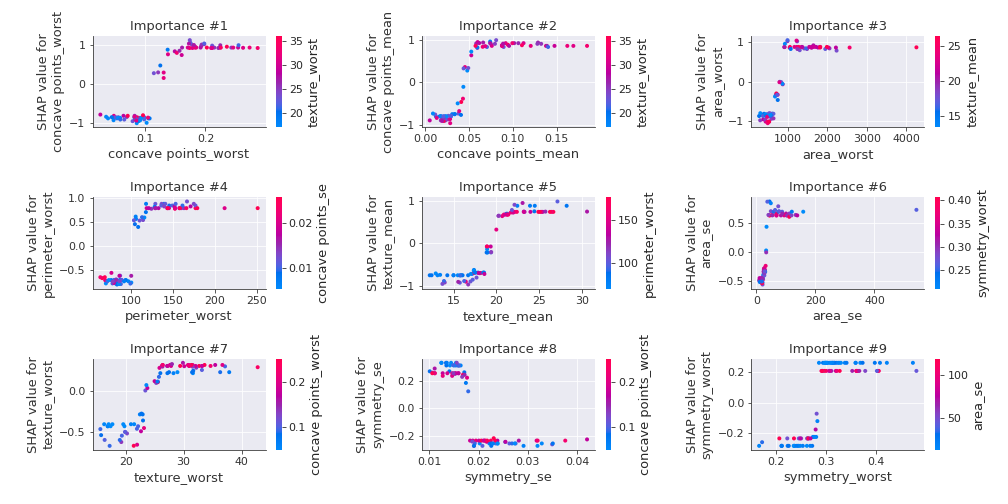 Importance #1
SHAP value for
concave points_worst
1
0
−1
0.1
0.2
concave points_worst
35
30
25
20
texture_worst
Importance #2
SHAP value for
concave points_mean
1
0
−1
0.00
0.05
0.10
0.15
concave points_mean
35
30
25
20
texture_worst
Importance #3
SHAP value for
area_worst
1
0
−1
1000
2000
3000
4000
area_worst
25
20
15
texture_mean
Importance #4
SHAP value for
perimeter_worst
1.0
0.5
0.0
−0.5
100
150
200
250
perimeter_worst
0.02
0.01
concave points_se
Importance #5
SHAP value for
texture_mean
1
0
−1
15
20
25
30
texture_mean
150
100
perimeter_worst
Importance #6
SHAP value for
area_se
0.5
0.0
−0.5
0
200
400
area_se
0.40
0.35
0.30
0.25
symmetry_worst
Importance #7
SHAP value for
texture_worst
0.0
−0.5
20
30
40
texture_worst
0.2
0.1
concave points_worst
Importance #8
SHAP value for
symmetry_se
0.2
0.0
−0.2
0.01
0.02
0.03
0.04
symmetry_se
0.2
0.1
concave points_worst
Importance #9
SHAP value for
symmetry_worst
0.2
0.0
−0.2
0.2
0.3
0.4
symmetry_worst
100
50
area_se